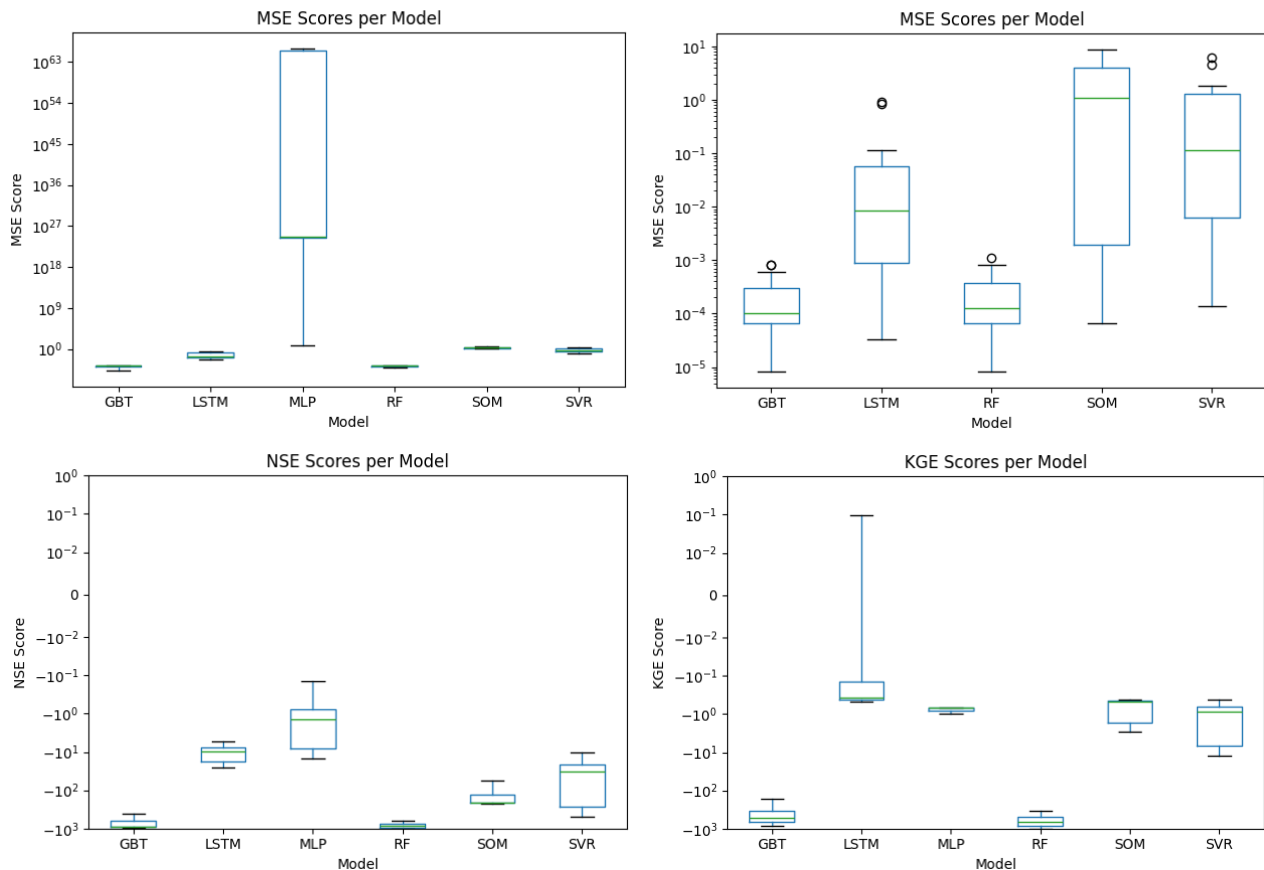 MSE Scores per Model
10^63
10^54
10^45
10^36
10^27
10^18
10^9
10^0
MSE Score
GBT LSTM MLP RF SOM SVR
Model
MSE Scores per Model
10^1
10^0
10^-1
10^-2
10^-3
10^-4
10^-5
MSE Score
GBT LSTM RF SOM SVR
Model
NSE Scores per Model
10^0
10^-1
10^-2
0
−10^-2
−10^-1
−10^0
−10^1
−10^2
−10^3
NSE Score
GBT LSTM MLP RF SOM SVR
Model
KGE Scores per Model
10^0
10^-1
10^-2
0
−10^-2
−10^-1
−10^0
−10^1
−10^2
−10^3
KGE Score
GBT LSTM MLP RF SOM SVR
Model